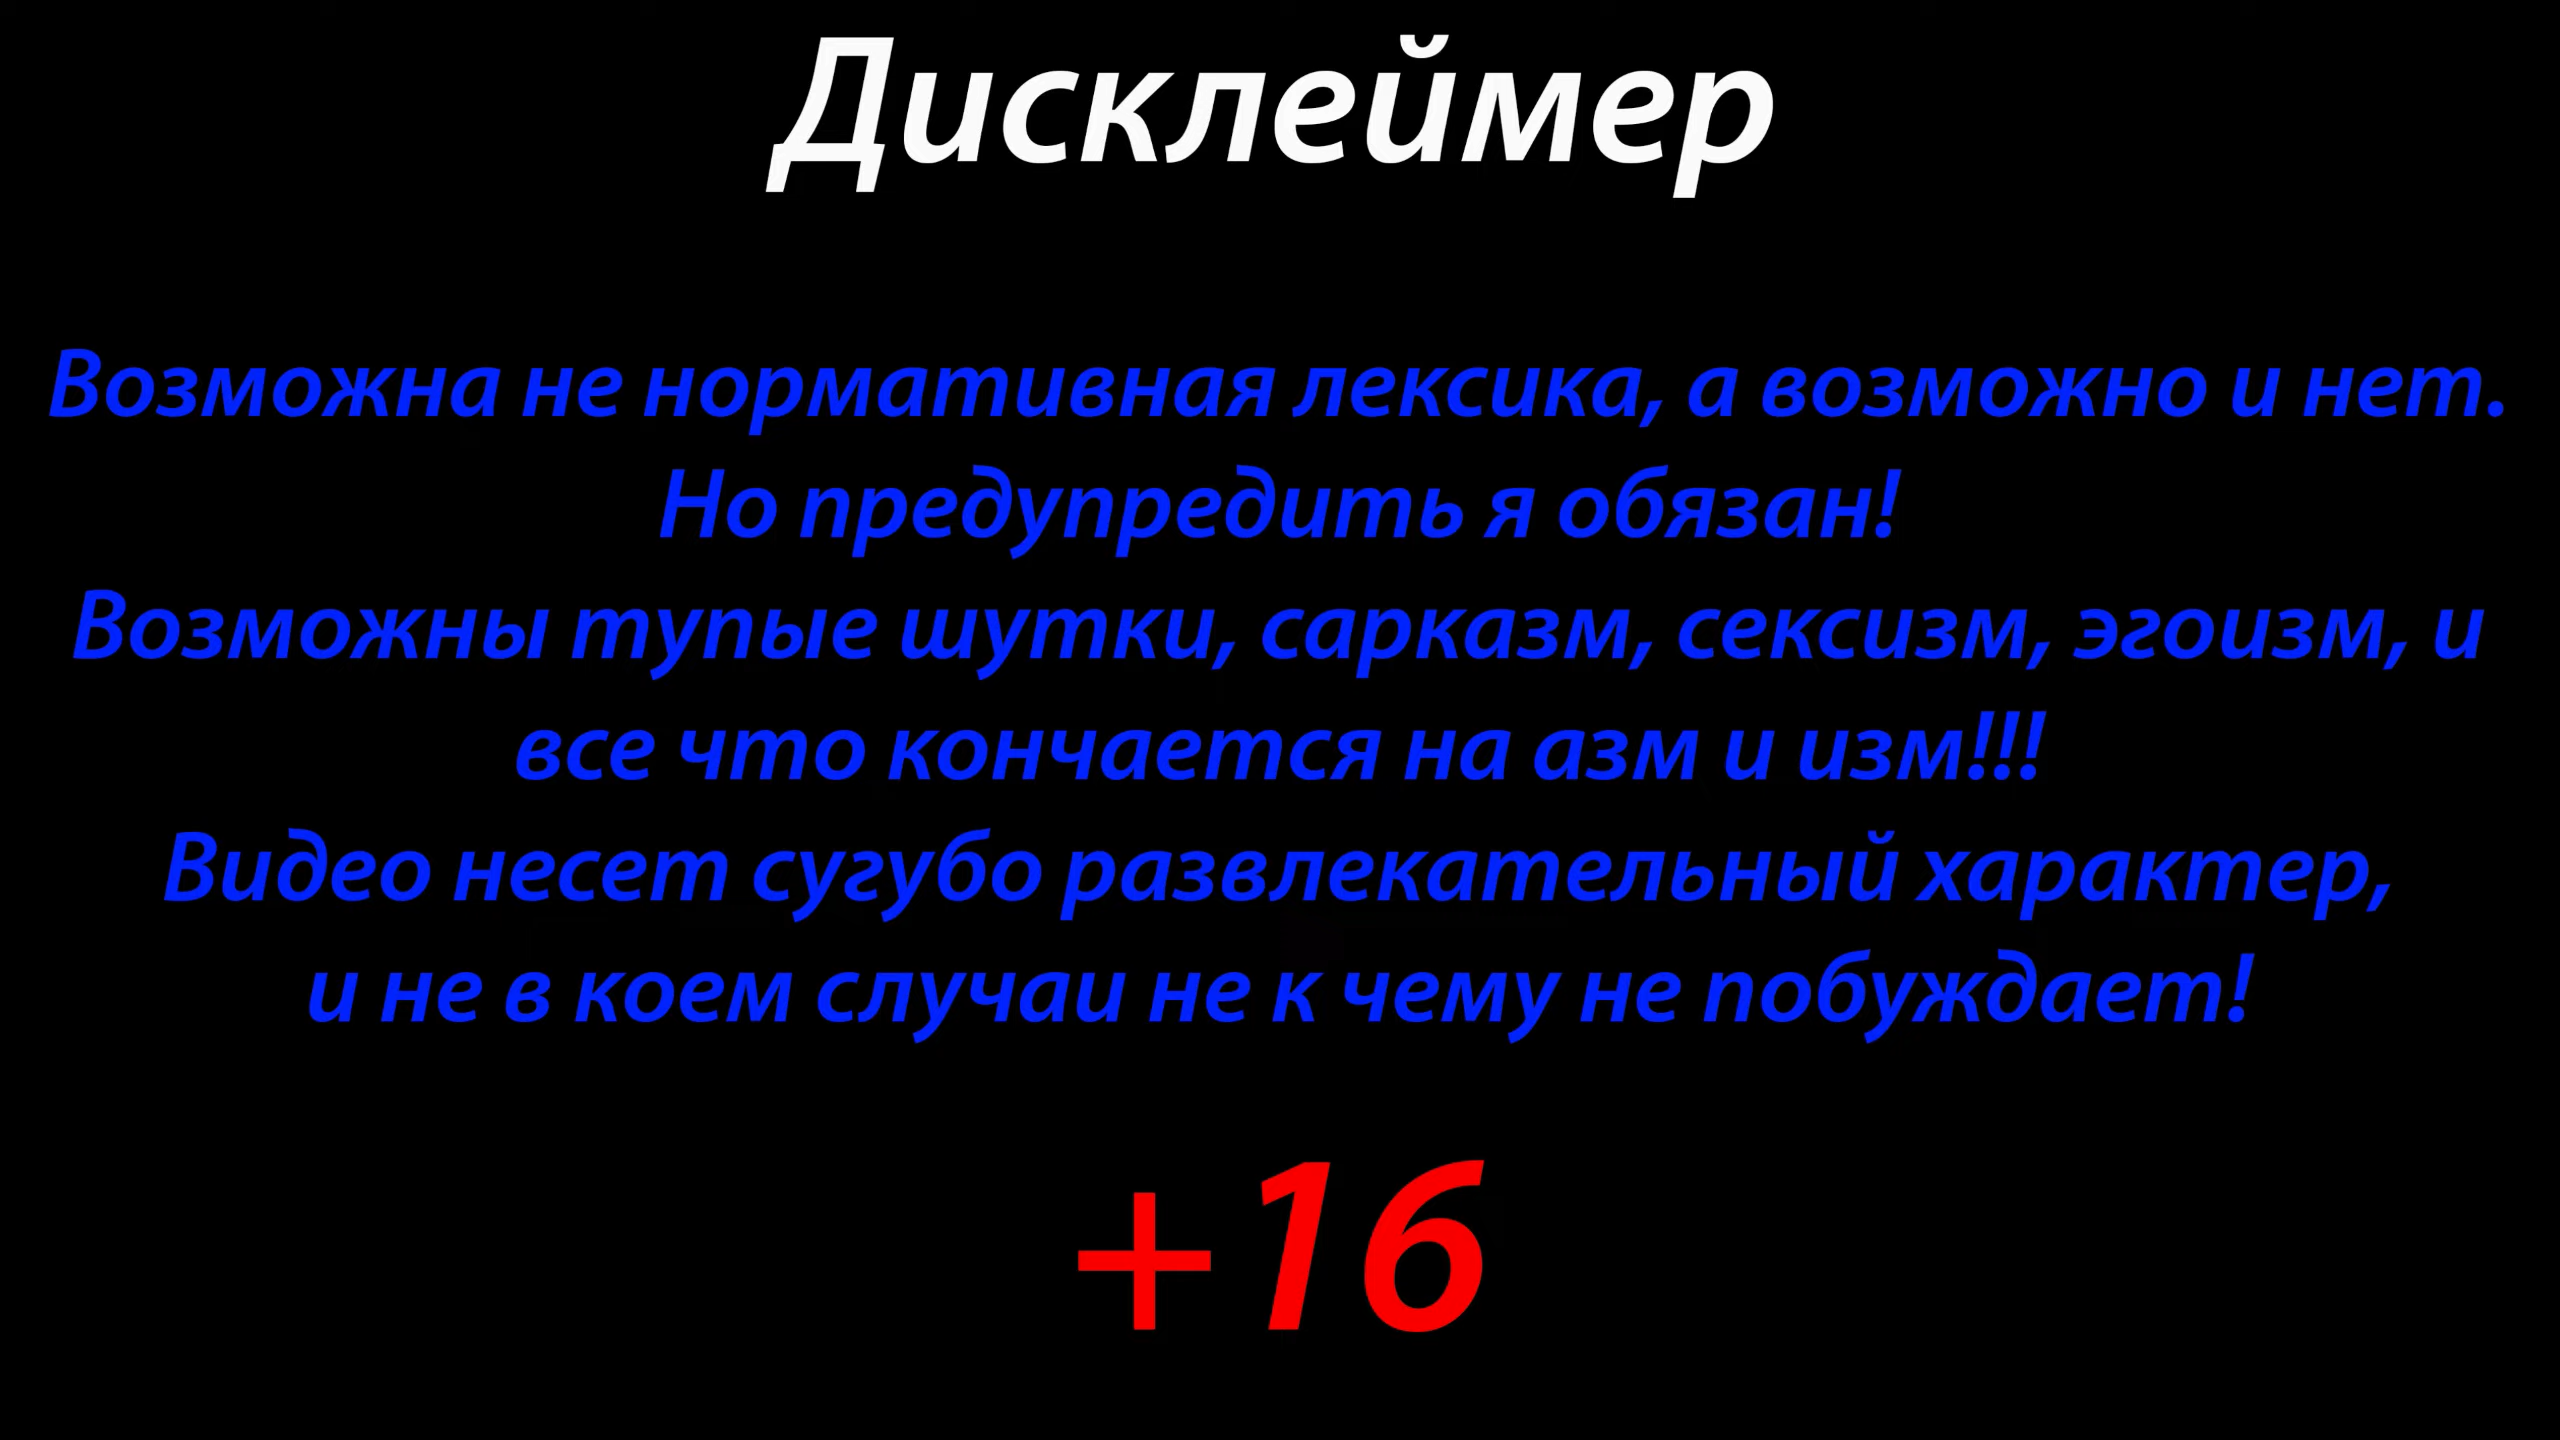 Дисклеймер
Возможна не нормативная лексика, а возможно и нет.
Но предупредить я обязан!
Возможны тупые шутки, сарказм, сексизм, эгоизм, и
все что кончается на азм и изм!!!
Видео несет сугубо развлекательный характер,
и не в коем случаи не к чему не побуждает!
+16